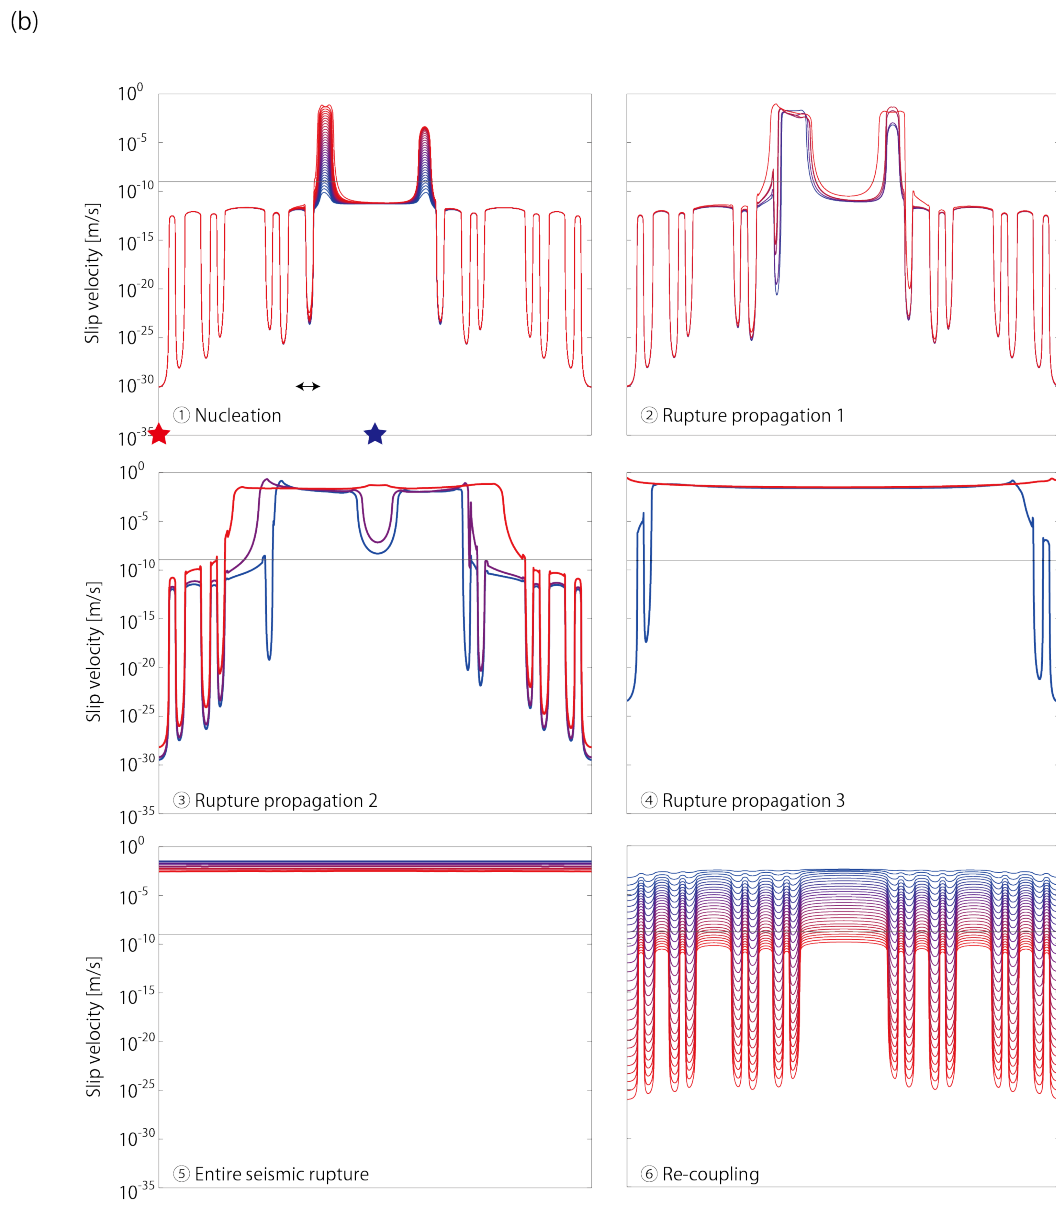 (b)
10^0
10^-5
10^-10
10^-15
10^-20
10^-25
10^-30
10^-35
Slip velocity [m/s]
① Nucleation
② Rupture propagation 1
10^0
10^-5
10^-10
10^-15
10^-20
10^-25
10^-30
10^-35
Slip velocity [m/s]
③ Rupture propagation 2
④ Rupture propagation 3
10^0
10^-5
10^-10
10^-15
10^-20
10^-25
10^-30
10^-35
Slip velocity [m/s]
⑤ Entire seismic rupture
⑥ Re-coupling